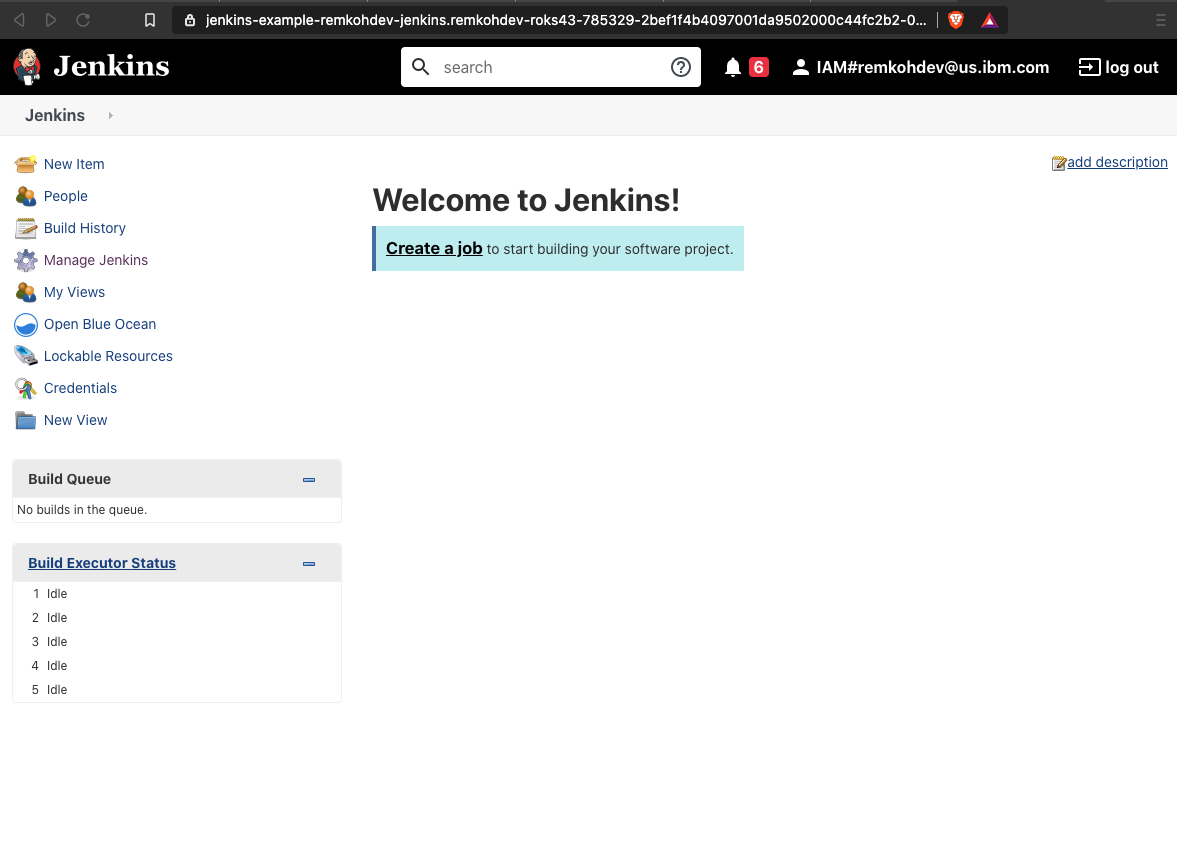 jenkins-example-remkohdev-jenkins.remkohdev-roks43-785329-2bef1f4b4097001da9502000c44fc2b2-0...
Jenkins
search
6
IAM#remkohdev@us.ibm.com
log out
Jenkins
New Item
People
Build History
Manage Jenkins
My Views
Open Blue Ocean
Lockable Resources
Credentials
New View
Build Queue
No builds in the queue.
Build Executor Status
1 Idle
2 Idle
3 Idle
4 Idle
5 Idle
add description
Welcome to Jenkins!
Create a job to start building your software project.